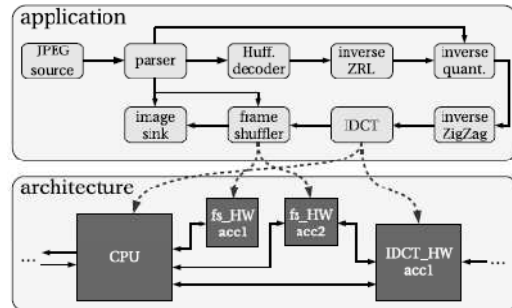 application
JPEG source
parser
Huff. decoder
inverse ZRL
inverse quant.
image sink
frame shuffler
IDCT
inverse ZigZag
architecture
CPU
fs_HW acc1
fs_HW acc2
IDCT_HW acc1
...
...